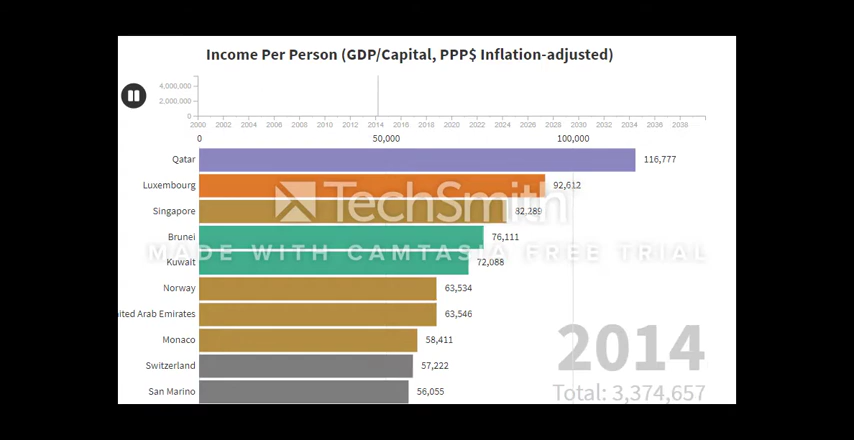 Income Per Person (GDP/Capital, PPP$ Inflation-adjusted)
4,000,000
2,000,000
0
2000 2002 2004 2006 2008 2010 2012 2014 2016 2018 2020 2022 2024 2026 2028 2030 2032 2034 2036 2038
0 50,000 100,000
Qatar 116,777
Luxembourg 92,612
TechSmith
Singapore 82,289
Brunei 76,111
MADE WITH CAMTASIA FREE TRIAL
Kuwait 72,088
Norway 63,534
nited Arab Emirates 63,546
Monaco 58,411
2014
Switzerland 57,222
San Marino 56,055
Total: 3,374,657